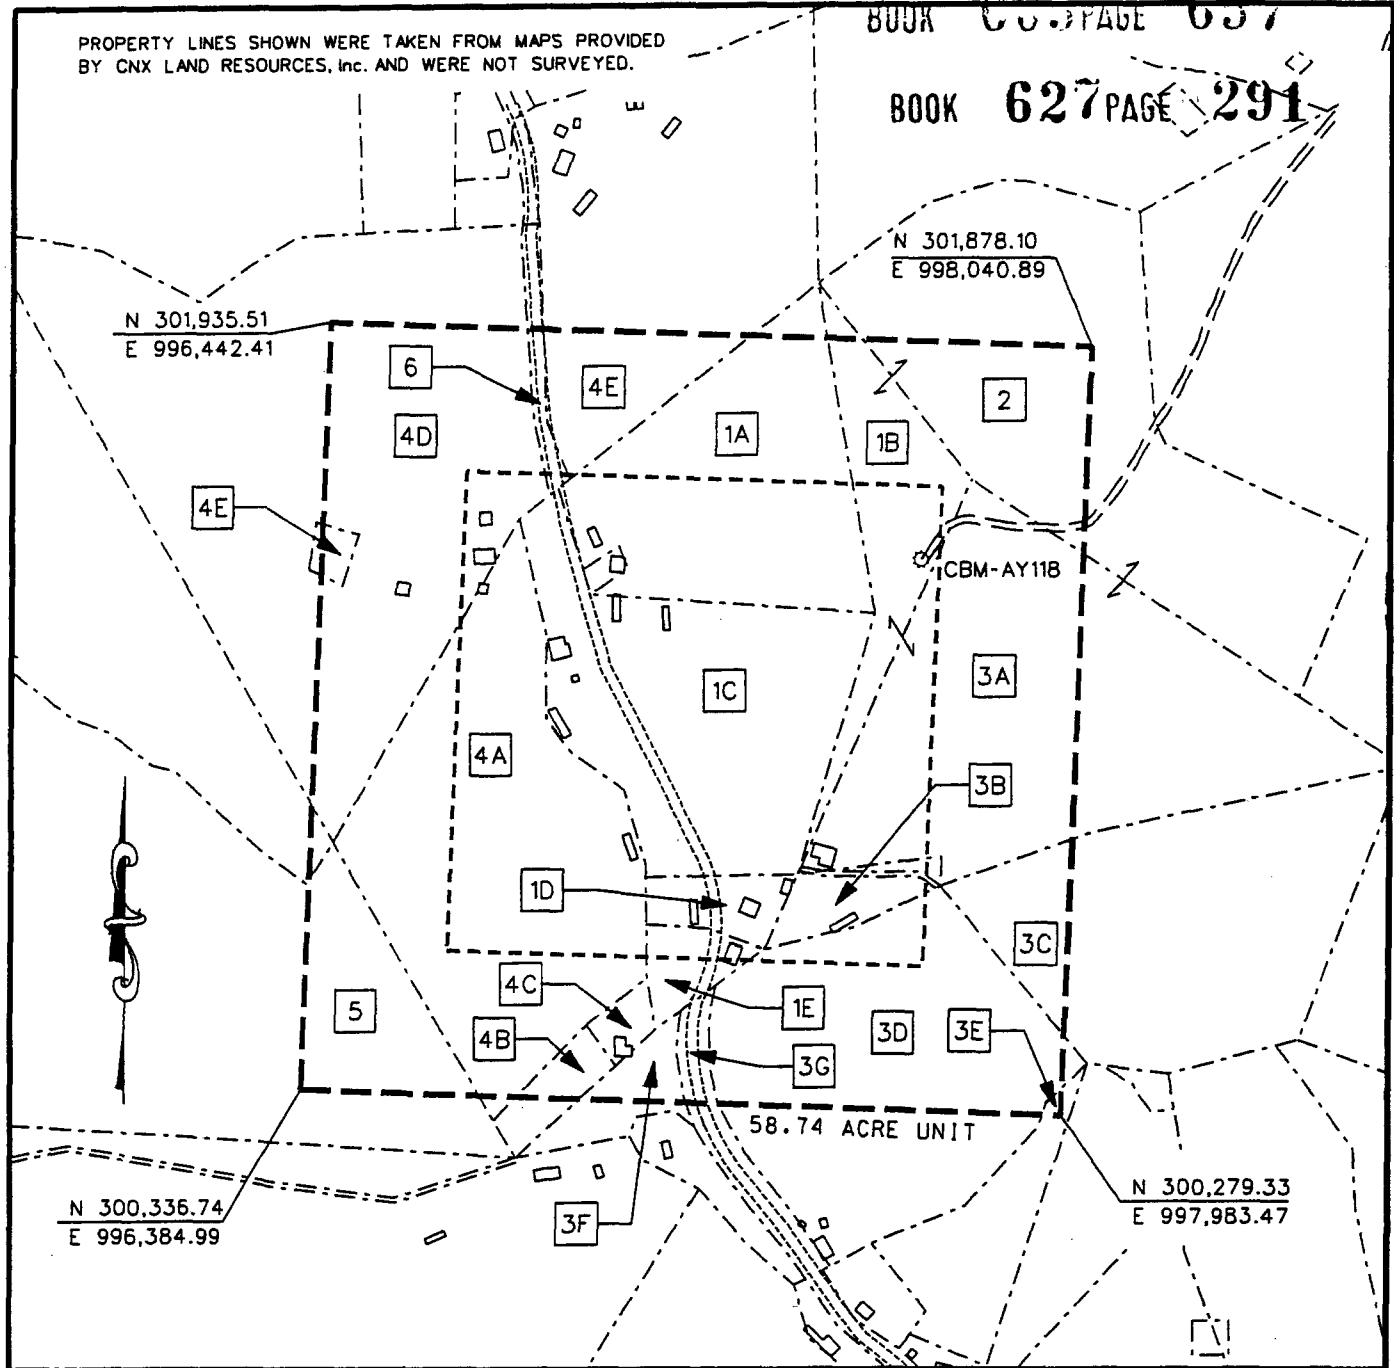 BOOK PAGE
PROPERTY LINES SHOWN WERE TAKEN FROM MAPS PROVIDED
BY CNX LAND RESOURCES, Inc. AND WERE NOT SURVEYED.
BOOK 627 PAGE 291
N 301,878.10
E 998,040.89
N 301,935.51
E 996,442.41
6
4E
2
4D
1A
1B
4E
CBM-AY118
3A
1C
4A
3B
1D
3C
4C
1E
5
4B
3D
3E
3G
58.74 ACRE UNIT
N 300,336.74
E 996,384.99
N 300,279.33
E 997,983.47
3F